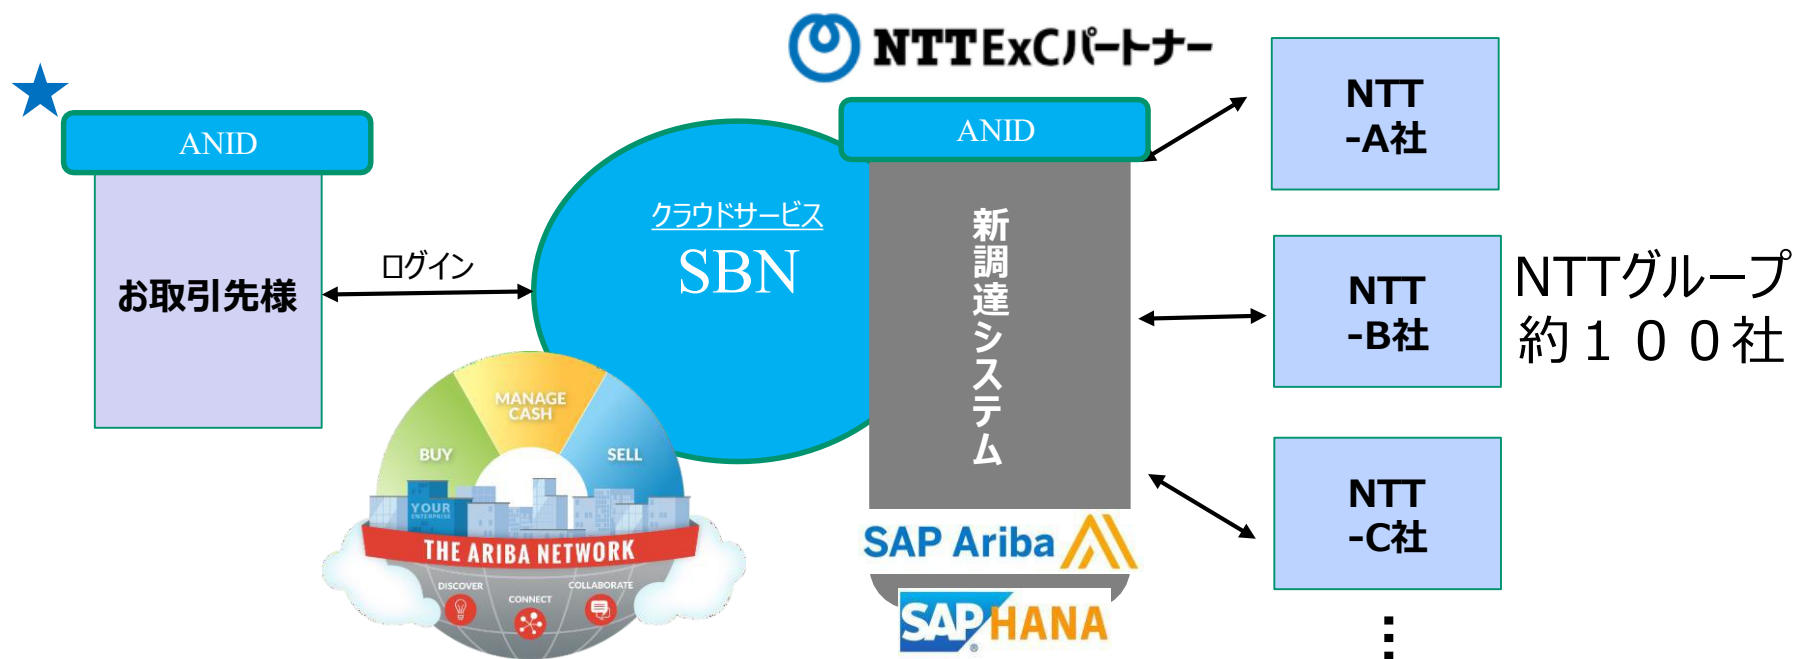 NTT ExCパートナー
ANID
お取引先様
ログイン
クラウドサービス
SBN
ANID
新調達システム
SAP Ariba
SAP HANA
®
BUY
MANAGE
CASH
SELL
YOUR
ENTERPRISE
THE ARIBA NETWORK
DISCOVER
CONNECT
COLLABORATE
NTT
-A社
NTT
-B社
NTT
-C社
⋮
NTTグループ
約１００社